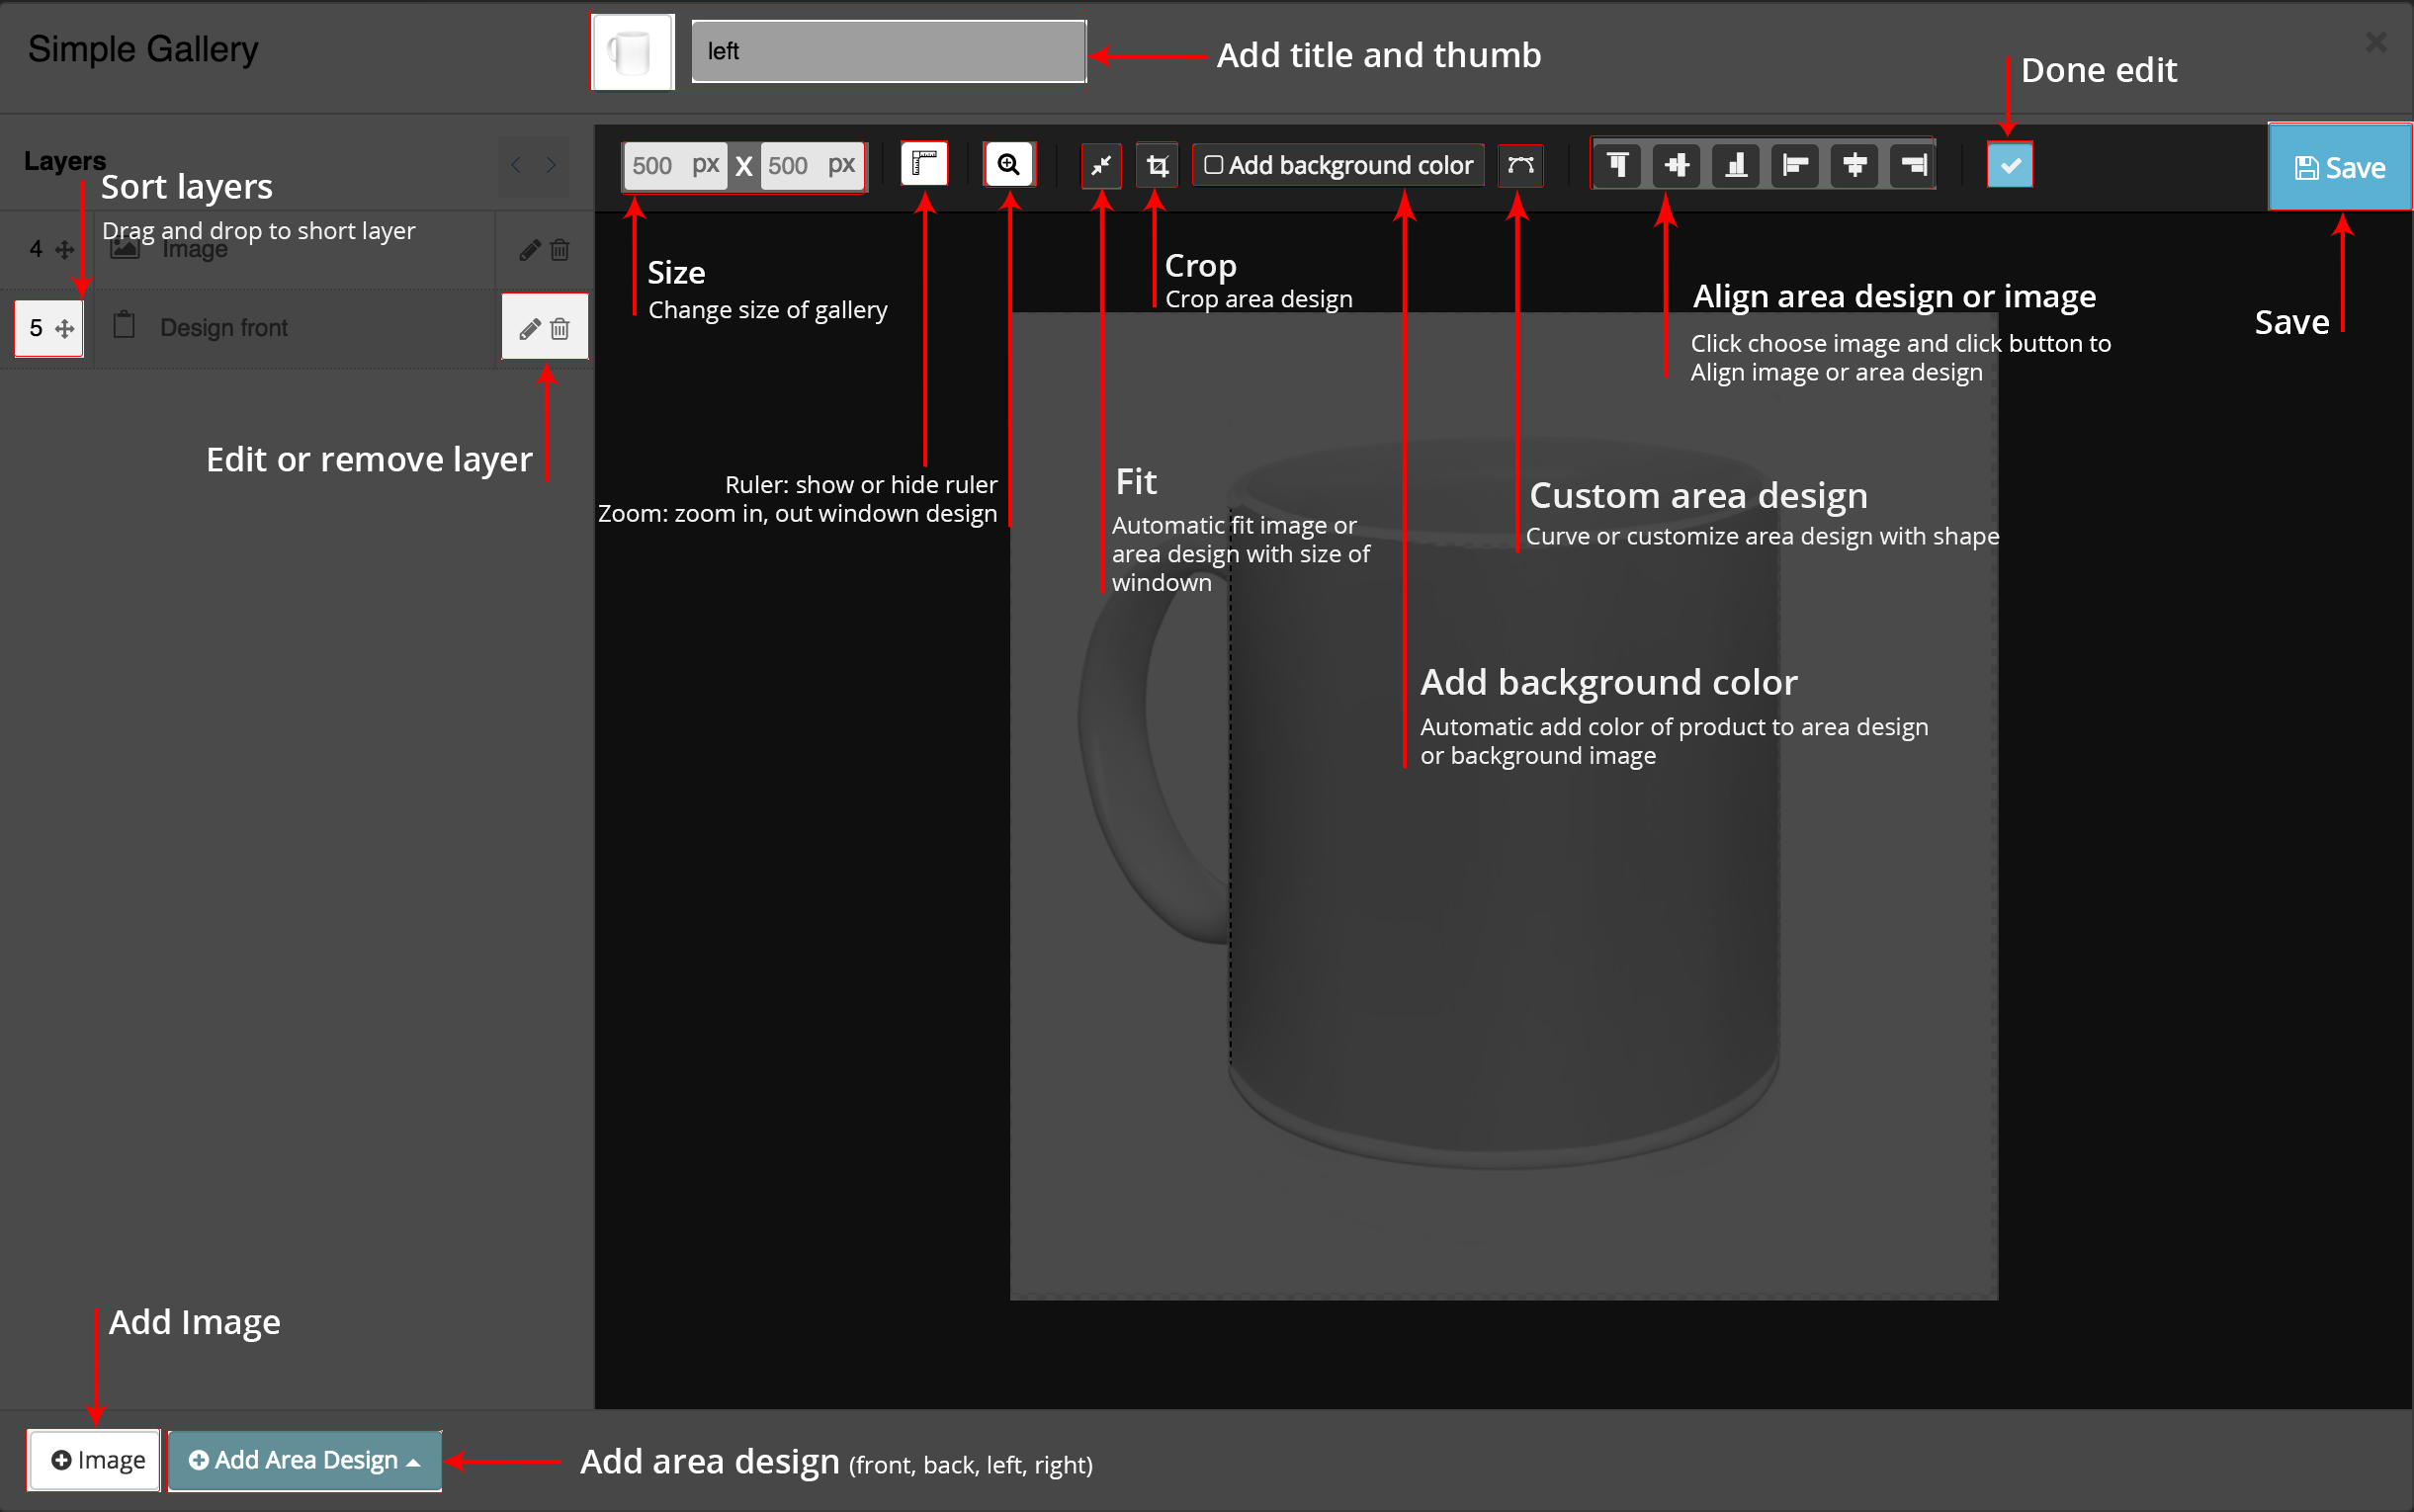 Simple Gallery
left
Add title and thumb
Done edit
Layers
Sort layers
Drag and drop to short layer
4
Image
5
Design front
Edit or remove layer
500 px X 500 px
Add background color
Save
Size
Change size of gallery
Crop
Crop area design
Align area design or image
Click choose image and click button to
Align image or area design
Save
Ruler: show or hide ruler
Zoom: zoom in, out windown design
Fit
Automatic fit image or
area design with size of
windown
Custom area design
Curve or customize area design with shape
Add background color
Automatic add color of product to area design
or background image
Add Image
Image
Add Area Design
Add area design (front, back, left, right)